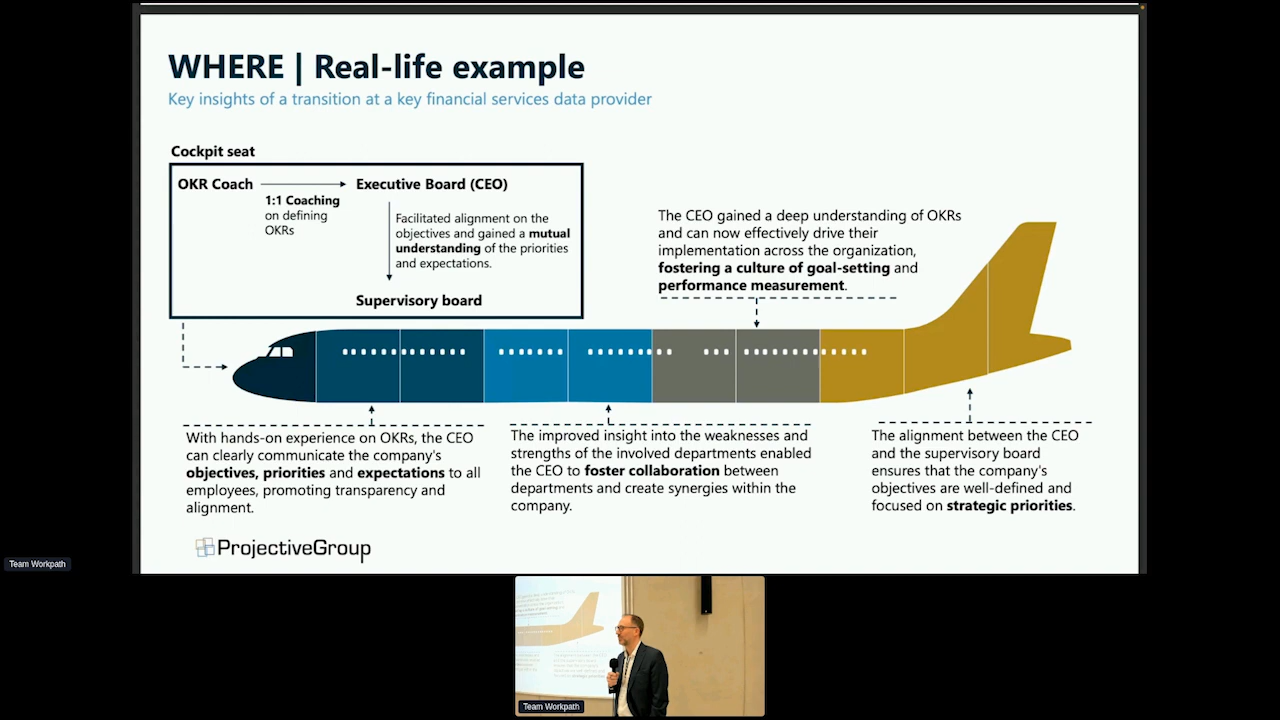 WHERE | Real-life example
Key insights of a transition at a key financial services data provider
Cockpit seat
OKR Coach
Executive Board (CEO)
1:1 Coaching
on defining
OKRs
Facilitated alignment on the
objectives and gained a mutual
understanding of the priorities
and expectations.
Supervisory board
The CEO gained a deep understanding of OKRs
and can now effectively drive their
implementation across the organization,
fostering a culture of goal-setting and
performance measurement.
With hands-on experience on OKRs, the CEO
can clearly communicate the company's
objectives, priorities and expectations to all
employees, promoting transparency and
alignment.
The improved insight into the weaknesses and
strengths of the involved departments enabled
the CEO to foster collaboration between
departments and create synergies within the
company.
The alignment between the CEO
and the supervisory board
ensures that the company's
objectives are well-defined and
focused on strategic priorities.
ProjectiveGroup
Team Workpath
Team Workpath